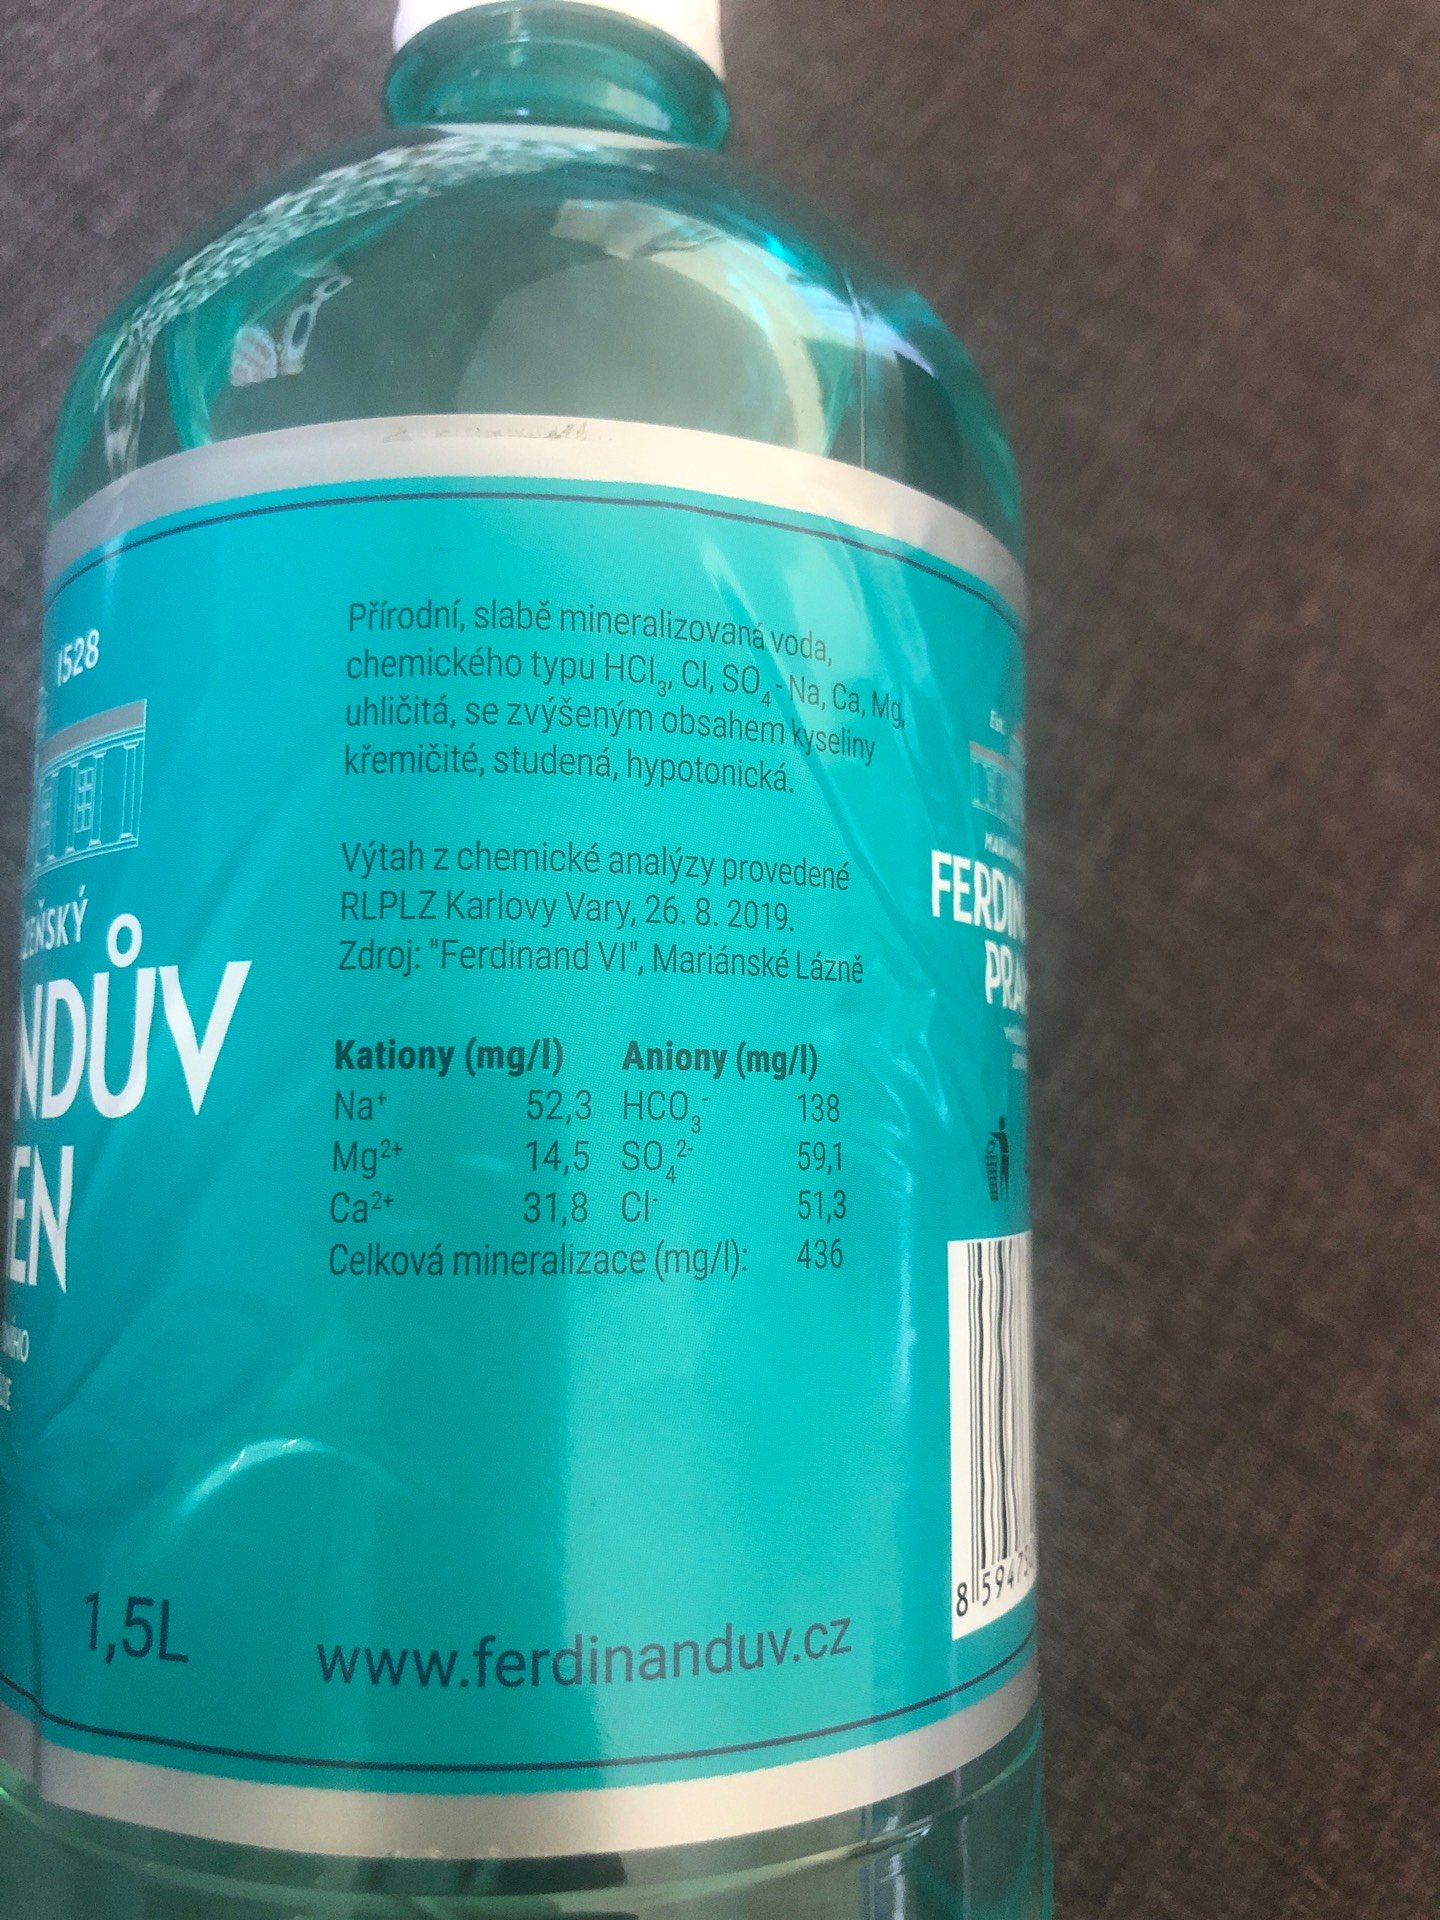 1528
NDŮV
EN
1,5L
Přírodní, slabě mineralizovaná voda,
chemického typu HCl₃, Cl, SO₄- Na, Ca, Mg,
uhličitá, se zvýšeným obsahem kyseliny
křemičité, studená, hypotonická.
Výtah z chemické analýzy provedené
RLPLZ Karlovy Vary, 26. 8. 2019.
Zdroj: "Ferdinand VI", Mariánské Lázně
Kationy (mg/l) Aniony (mg/l)
Na⁺ 52,3 HCO₃⁻ 138
Mg²⁺ 14,5 SO₄²⁻ 59,1
Ca²⁺ 31,8 Cl⁻ 51,3
Celková mineralizace (mg/l): 436
www.ferdinanduv.cz
Est.
FERDIN
PRA
8 59473